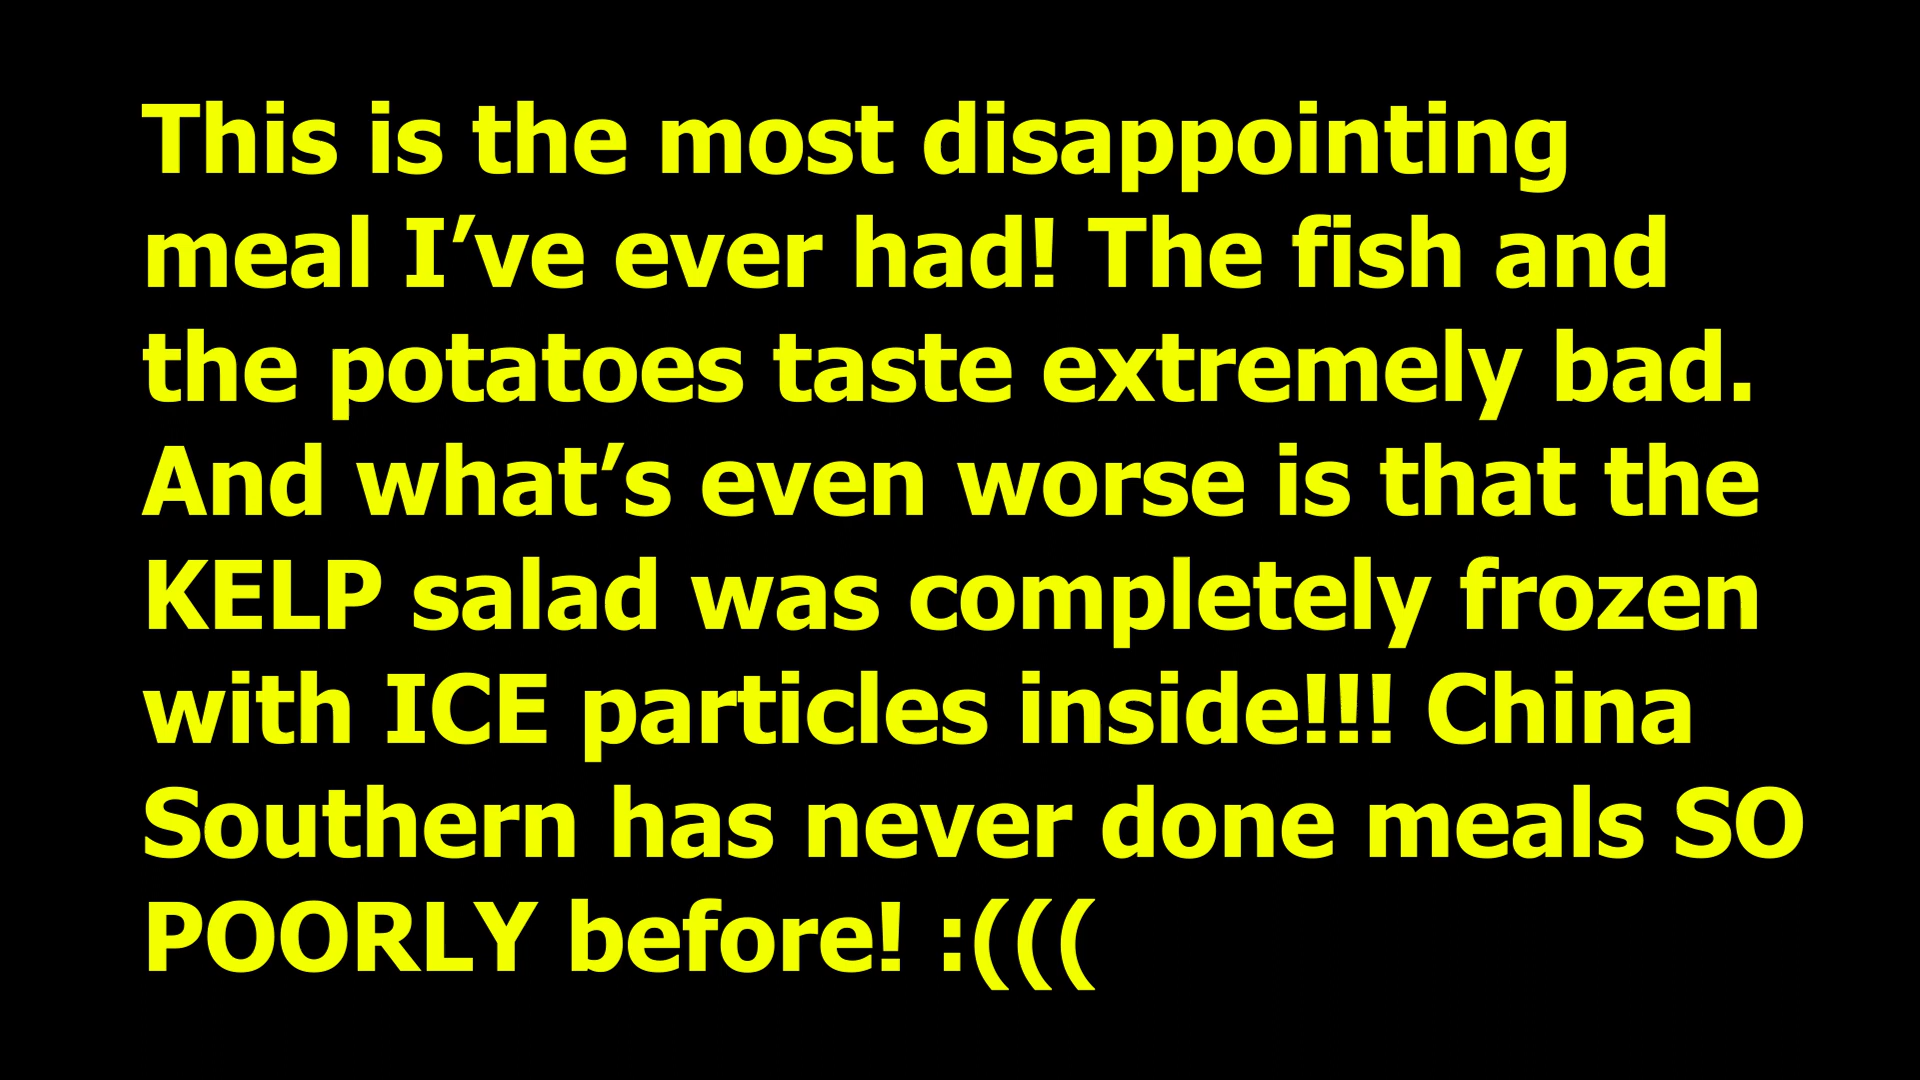 This is the most disappointing
meal I’ve ever had! The fish and
the potatoes taste extremely bad.
And what’s even worse is that the
KELP salad was completely frozen
with ICE particles inside!!! China
Southern has never done meals SO
POORLY before! :(((